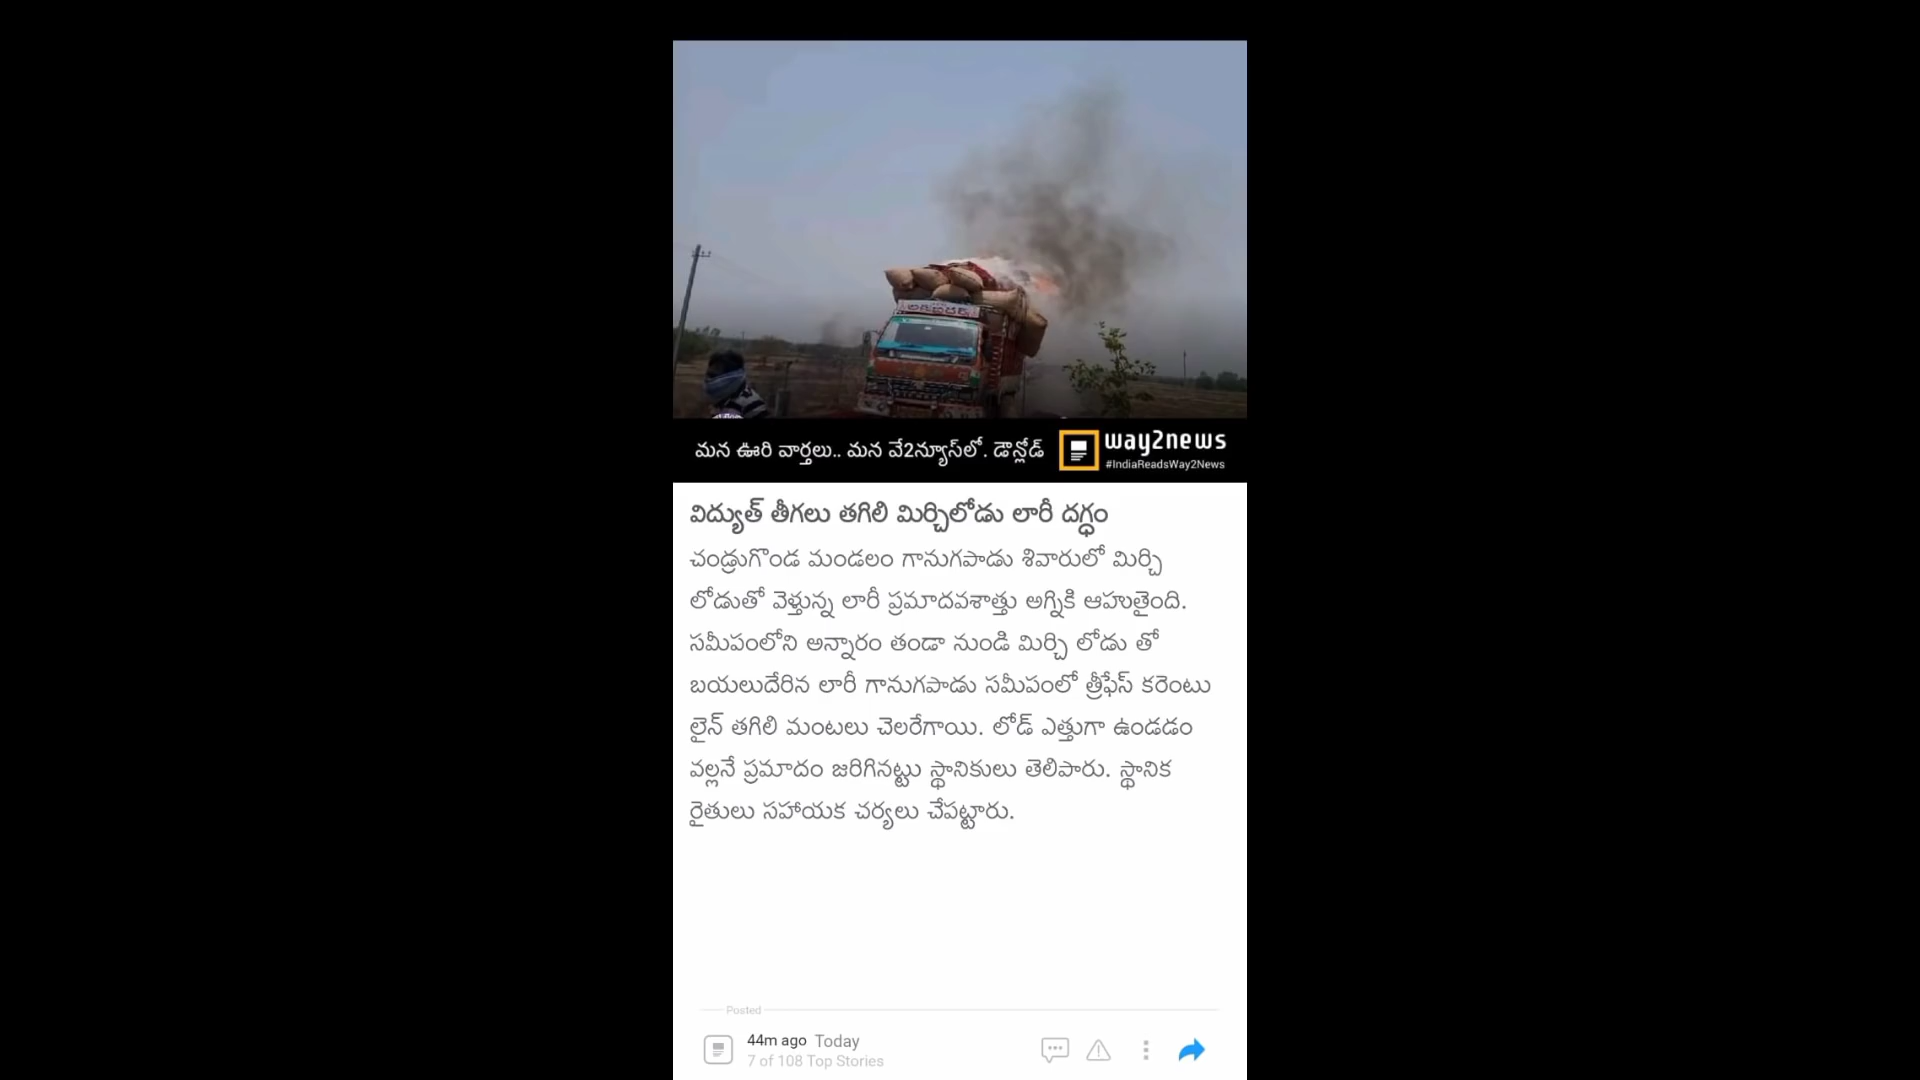 మన ఊరి వార్తలు.. మన వే2న్యూస్‌లో. డౌన్లోడ్
way2news
#IndiaReadsWay2News
విద్యుత్ తీగలు తగిలి మిర్చిలోడు లారీ దగ్ధం
చండ్రుగొండ మండలం గానుగపాడు శివారులో మిర్చి
లోడుతో వెళ్తున్న లారీ ప్రమాదవశాత్తు అగ్నికి ఆహుతైంది.
సమీపంలోని అన్నారం తండా నుండి మిర్చి లోడు తో
బయలుదేరిన లారీ గానుగపాడు సమీపంలో త్రీఫేస్ కరెంటు
లైన్ తగిలి మంటలు చెలరేగాయి. లోడ్ ఎత్తుగా ఉండడం
వల్లనే ప్రమాదం జరిగినట్టు స్థానికులు తెలిపారు. స్థానిక
రైతులు సహాయక చర్యలు చేపట్టారు.
Posted
44m ago Today
7 of 108 Top Stories